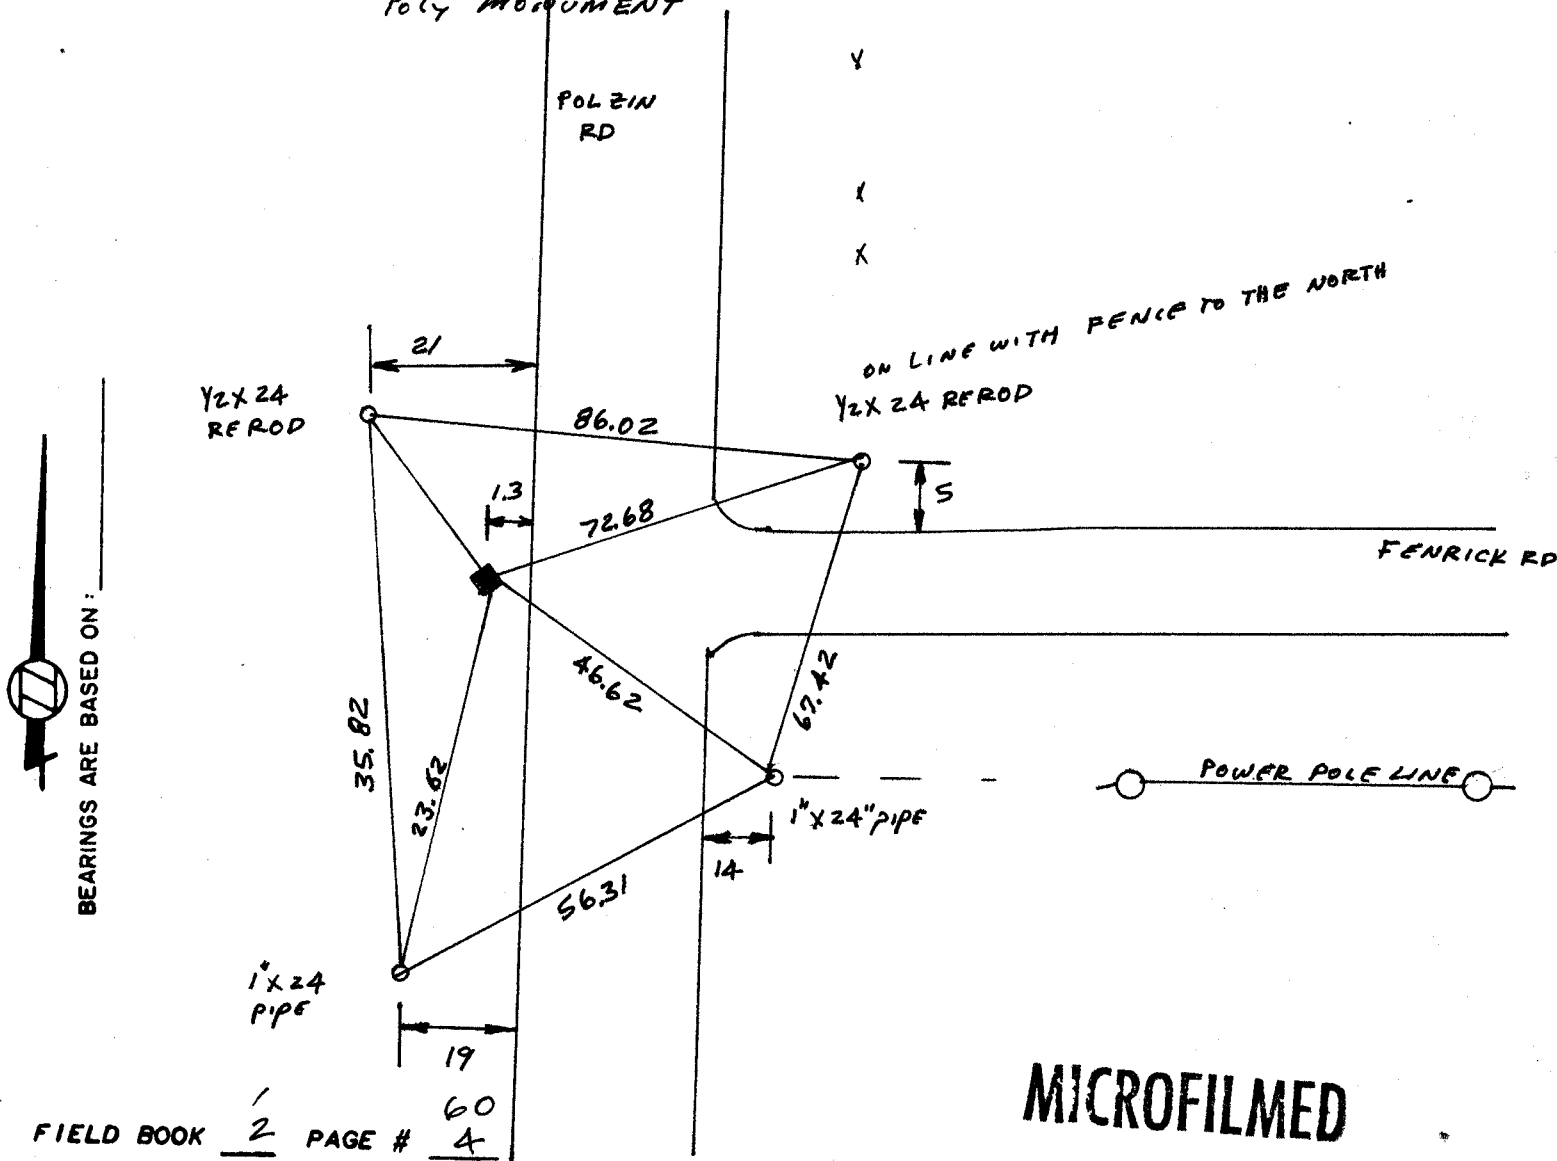 POLY MONUMENT
POLZIN
RD
X
X
X
ON LINE WITH FENCE TO THE NORTH
21
1/2 X 24
REROD
86.02
1/2 X 24 REROD
1.3
72.68
5
FENRICK RD
BEARINGS ARE BASED ON:
46.62
67.42
35.82
23.62
POWER POLE LINE
1" X 24" PIPE
14
56.31
1" X 24
PIPE
19
MICROFILMED
1 60
FIELD BOOK 2 PAGE # 4